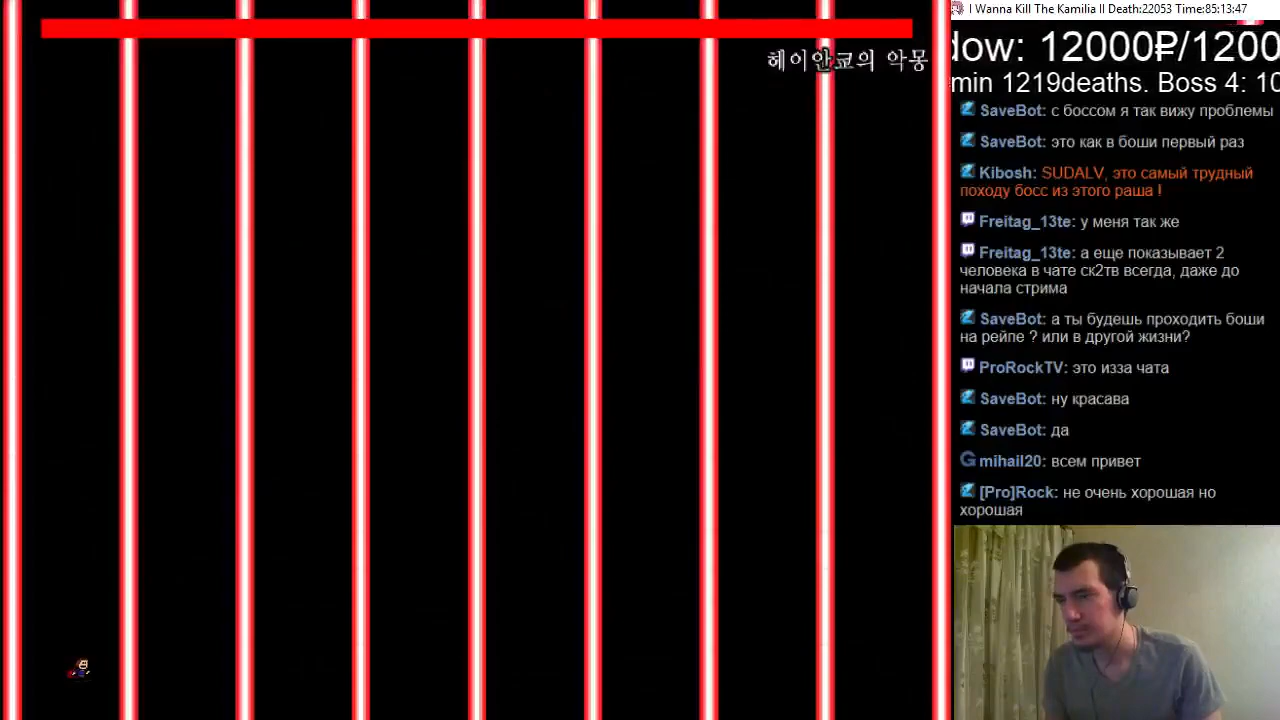 I Wanna Kill The Kamilia II Death:22053 Time:85:13:47
헤이안쿄의 악몽
dow: 12000₽/1200
min 1219deaths. Boss 4: 10
SaveBot: с боссом я так вижу проблемы
SaveBot: это как в боши первый раз
Kibosh: SUDALV, это самый трудный
походу босс из этого раша !
Freitag_13te: у меня так же
Freitag_13te: а еще показывает 2
человека в чате ск2тв всегда, даже до
начала стрима
SaveBot: а ты будешь проходить боши
на рейпе ? или в другой жизни?
ProRockTV: это изза чата
SaveBot: ну красава
SaveBot: да
mihail20: всем привет
[Pro]Rock: не очень хорошая но
хорошая